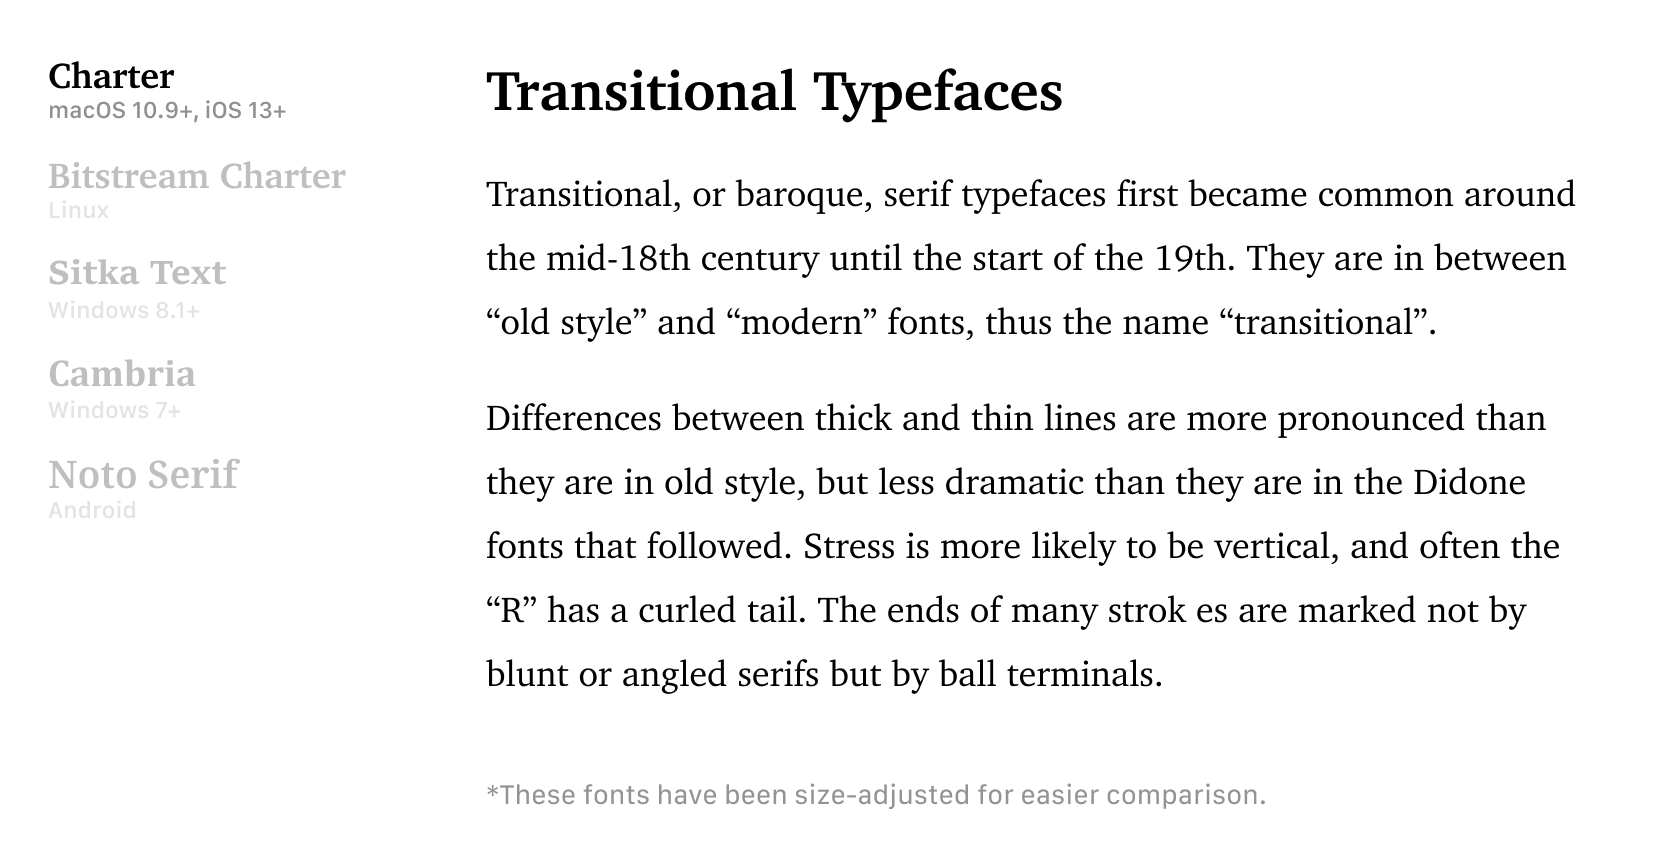 Charter
macOS 10.9+, iOS 13+
Bitstream Charter
Linux
Sitka Text
Windows 8.1+
Cambria
Windows 7+
Noto Serif
Android
Transitional Typefaces
Transitional, or baroque, serif typefaces first became common around
the mid-18th century until the start of the 19th. They are in between
“old style” and “modern” fonts, thus the name “transitional”.
Differences between thick and thin lines are more pronounced than
they are in old style, but less dramatic than they are in the Didone
fonts that followed. Stress is more likely to be vertical, and often the
“R” has a curled tail. The ends of many strok es are marked not by
blunt or angled serifs but by ball terminals.
*These fonts have been size-adjusted for easier comparison.